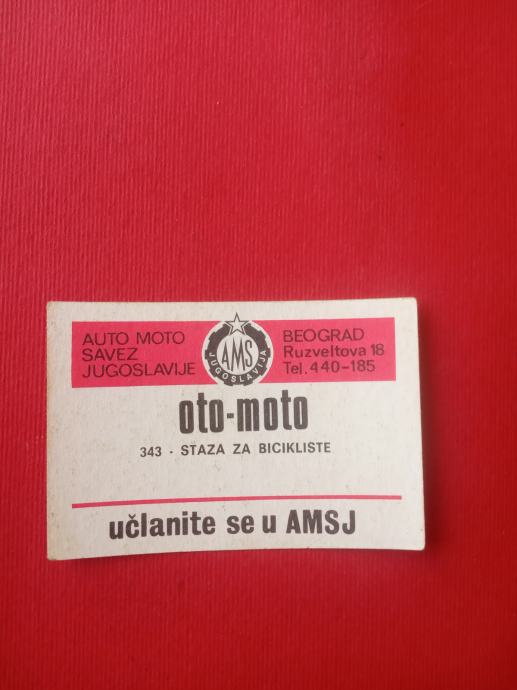 AUTO MOTO
SAVEZ
JUGOSLAVIJE
AMS
JUGOSLAVIJA
BEOGRAD
Ruzveltova 18
Tel. 440-185
oto-moto
343 - STAZA ZA BICIKLISTE
učlanite se u AMSJ